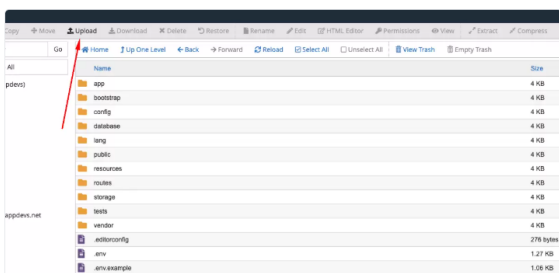 Copy Move Upload Download Delete Restore Rename Edit HTML Editor Permissions View Extract Compress
Go Home Up One Level Back Forward Reload Select All Unselect All View Trash Empty Trash
All Name Size
pdevs) app 4 KB
bootstrap 4 KB
config 4 KB
database 4 KB
lang 4 KB
public 4 KB
resources 4 KB
routes 4 KB
storage 4 KB
tests 4 KB
appdevs.net vendor 4 KB
.editorconfig 276 bytes
.env 1.27 KB
.env.example 1.06 KB